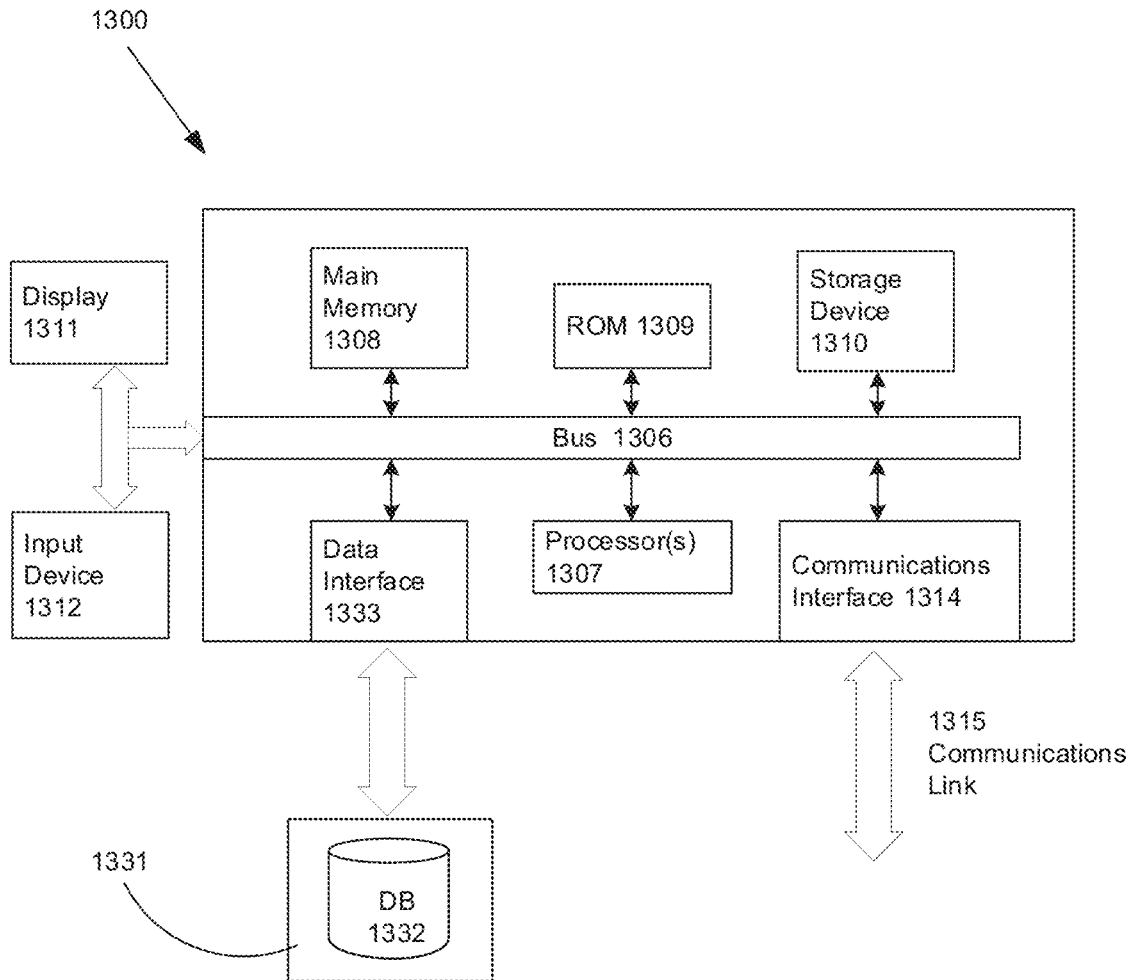 1300
Display
1311
Main
Memory
1308
ROM 1309
Storage
Device
1310
Bus 1306
Input
Device
1312
Data
Interface
1333
Processor(s)
1307
Communications
Interface 1314
1315
Communications
Link
1331
DB
1332